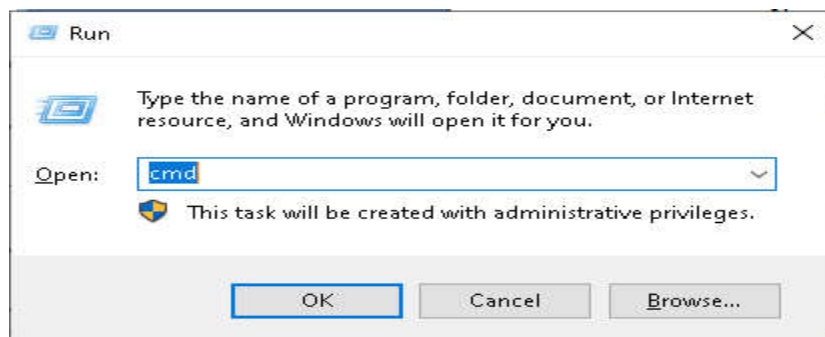 Run
Type the name of a program, folder, document, or Internet
resource, and Windows will open it for you.
Open: cmd
This task will be created with administrative privileges.
OK Cancel Browse...